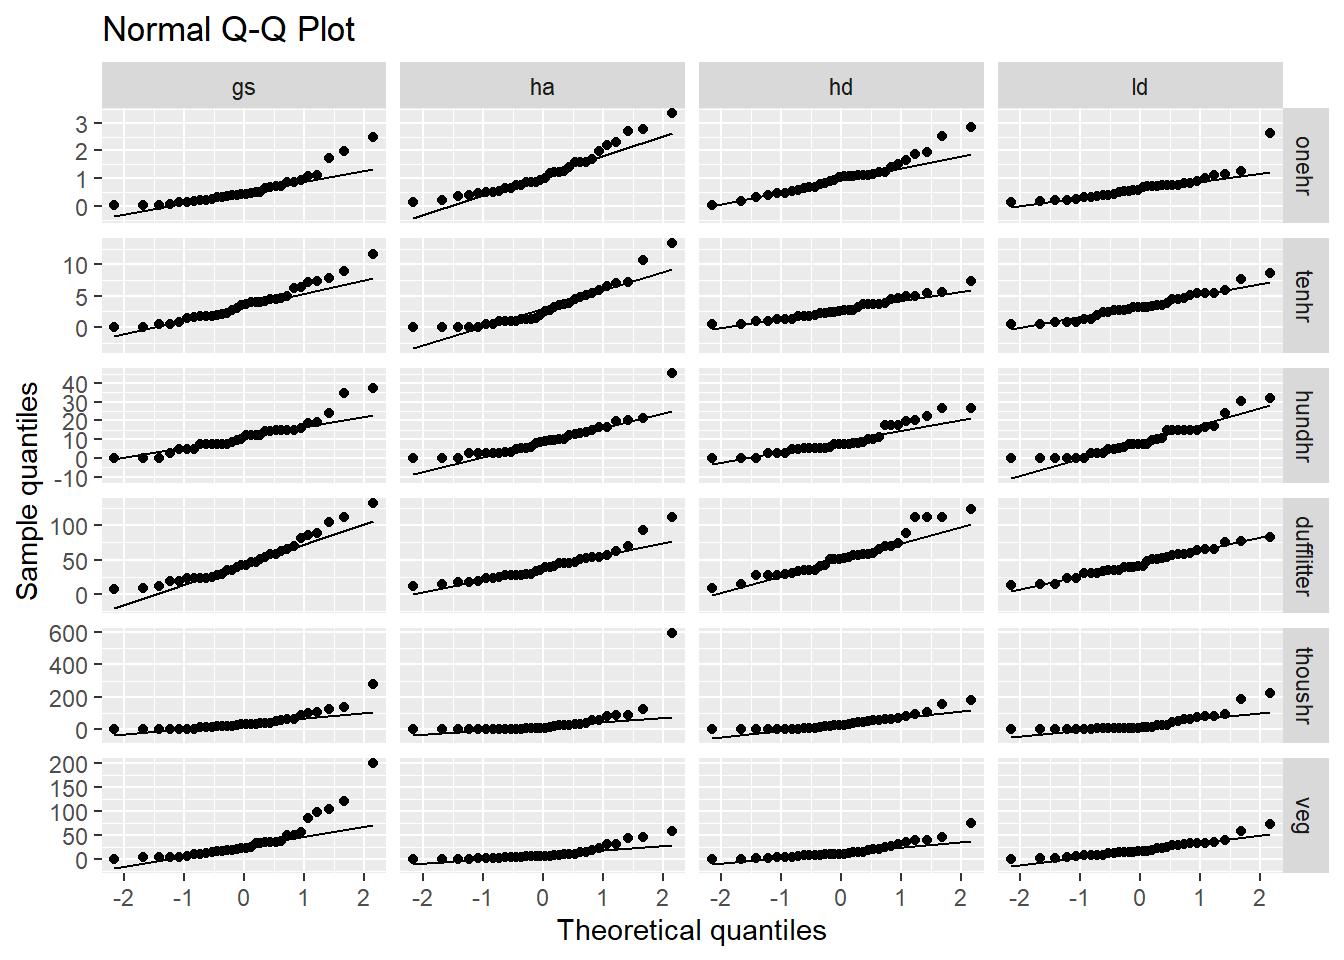 Normal Q-Q Plot
gs ha hd ld
3
2
1
0
onehr
10
5
0
tenhr
40
30
20
10
0
-10
hundhr
Sample quantiles
100
50
0
dufflitter
600
400
200
0
thoushr
200
150
100
50
0
veg
-2 -1 0 1 2 -2 -1 0 1 2 -2 -1 0 1 2 -2 -1 0 1 2
Theoretical quantiles